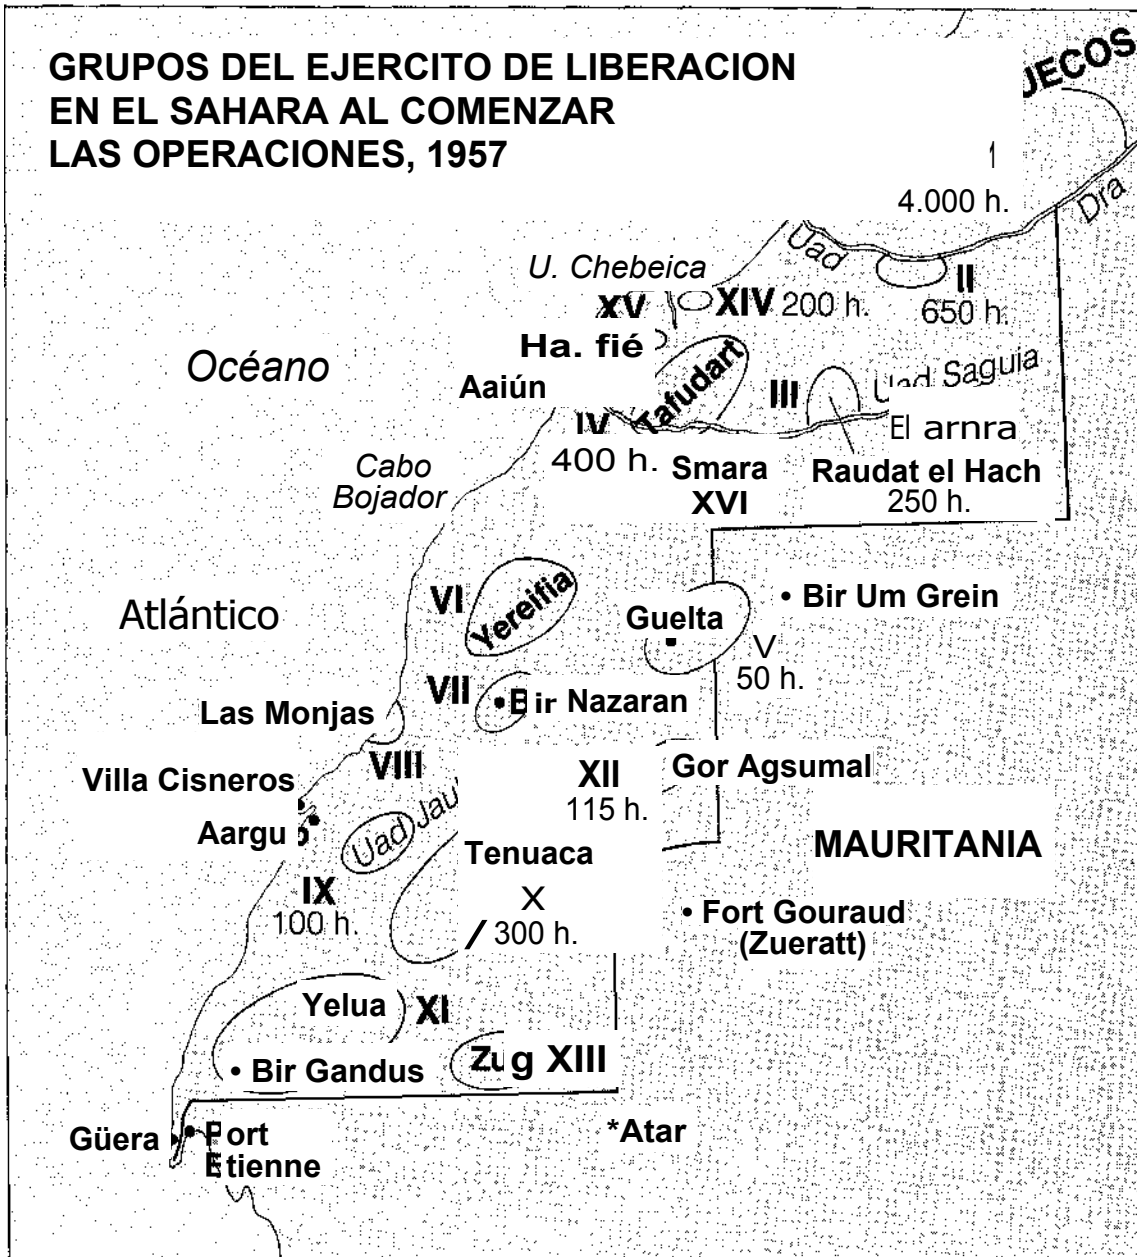 GRUPOS DEL EJERCITO DE LIBERACION
EN EL SAHARA AL COMENZAR
LAS OPERACIONES, 1957
JECOS
4.000 h.
Dra
Uad
U. Chebeica
XV
XIV 200 h.
II
650 h.
Ha. fié
Océano
Aaiún
Tafudart
III
Uad Saguia
El arnra
IV
400 h.
Smara
XVI
Raudat el Hach
250 h.
Cabo
Bojador
Atlántico
VI
Yereifia
Guelta
• Bir Um Grein
V
50 h.
VII
Bir Nazaran
Las Monjas
VIII
XII
115 h.
Gor Agsumal
Villa Cisneros
Aargub
Uad Jau
Tenuaca
MAURITANIA
IX
100 h.
X
300 h.
• Fort Gouraud
(Zueratt)
Yelua
XI
• Bir Gandus
Zug XIII
Güera
Port
Etienne
*Atar